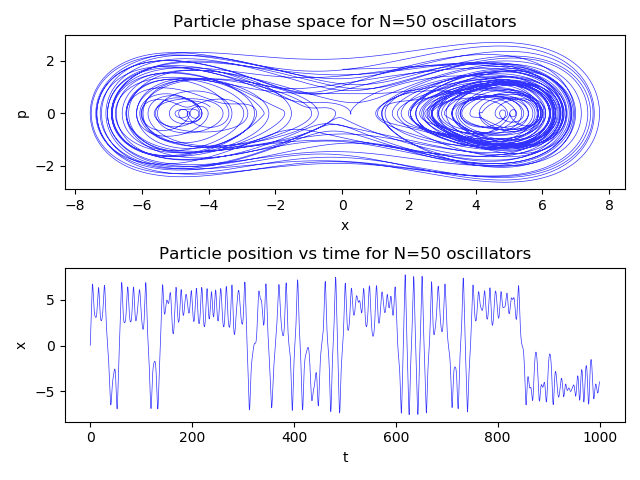 Particle phase space for N=50 oscillators
2
0
−2
p
−8 −6 −4 −2 0 2 4 6 8
x
Particle position vs time for N=50 oscillators
5
0
−5
x
0 200 400 600 800 1000
t